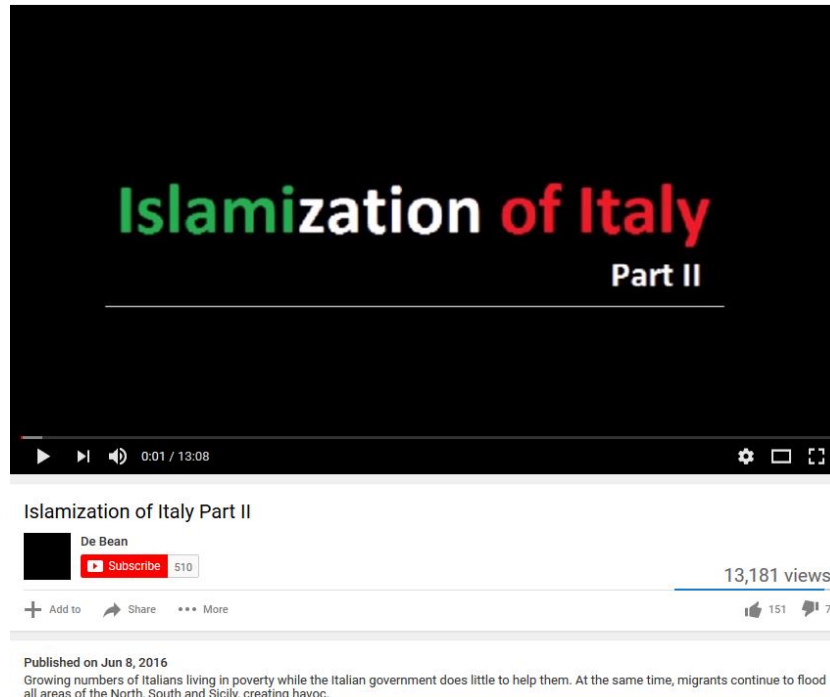 Islamization of Italy
Part II
0:01 / 13:08
Islamization of Italy Part II
De Bean
Subscribe 510
13,181 views
Add to Share More
151 7
Published on Jun 8, 2016
Growing numbers of Italians living in poverty while the Italian government does little to help them. At the same time, migrants continue to flood
all areas of the North, South and Sicily, creating havoc.